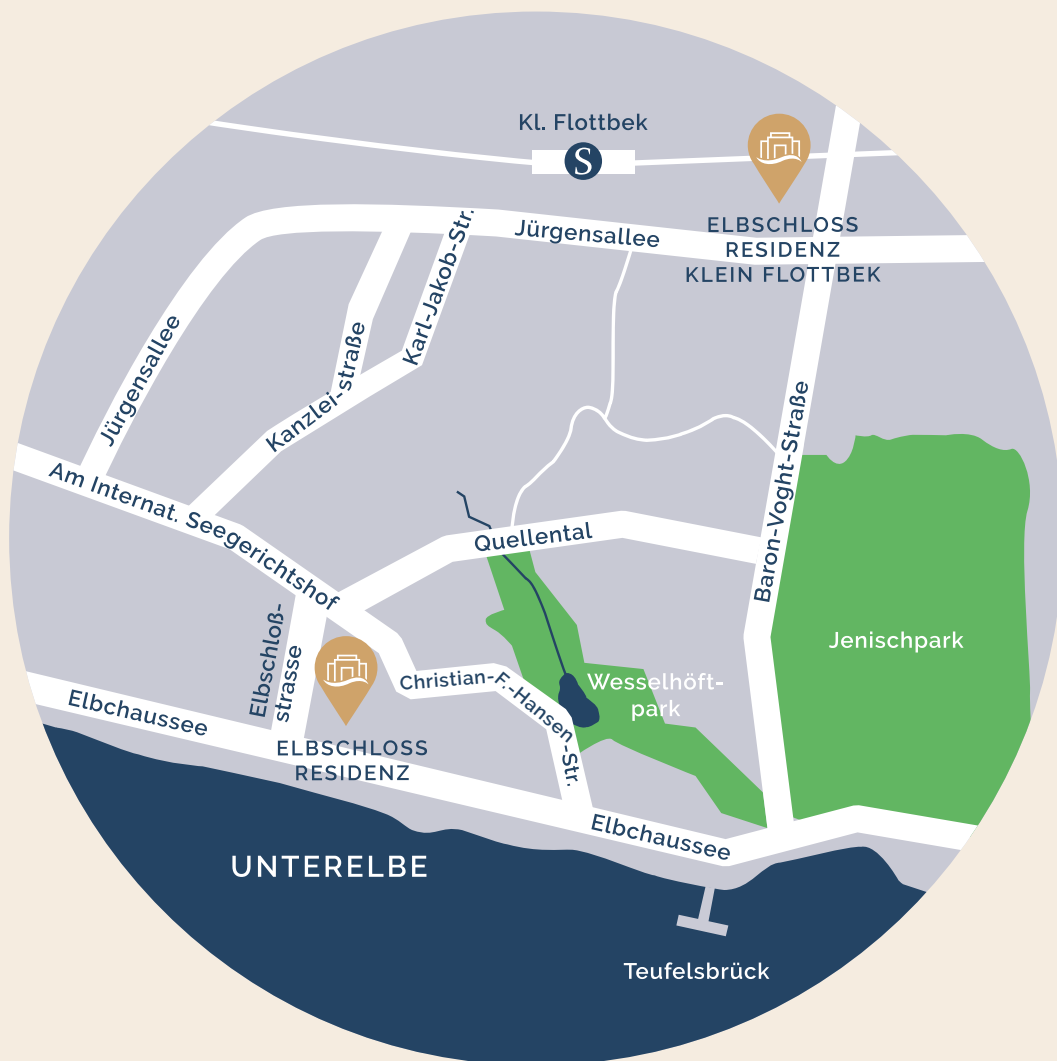 Kl. Flottbek
S
ELBSCHLOSS
RESIDENZ
KLEIN FLOTTBEK
Jürgensallee
Karl-Jakob-Str.
Jürgensallee
Kanzlei-straße
Baron-Voght-Straße
Am Internat. Seegerichtshof
Quellental
Elbschloß-
strasse
Jenischpark
Christian-F.-Hansen-Str.
Wesselhöft-
park
Elbchaussee
ELBSCHLOSS
RESIDENZ
Elbchaussee
UNTERELBE
Teufelsbrück